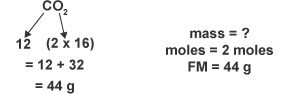 CO₂
12 (2 x 16)
= 12 + 32
= 44 g
mass = ?
moles = 2 moles
FM = 44 g